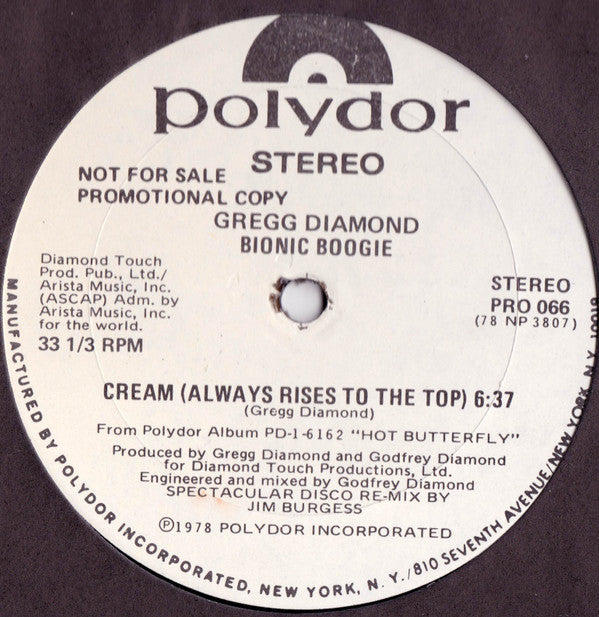 polydor
STEREO
NOT FOR SALE
PROMOTIONAL COPY
GREGG DIAMOND
BIONIC BOOGIE
Diamond Touch
Prod. Pub., Ltd./
Arista Music, Inc.
(ASCAP) Adm. by
Arista Music, Inc.
for the world.
33 1/3 RPM
STEREO
PRO 066
(78 NP 3807)
CREAM (ALWAYS RISES TO THE TOP) 6:37
(Gregg Diamond)
From Polydor Album PD-1-6162 "HOT BUTTERFLY"
Produced by Gregg Diamond and Godfrey Diamond
for Diamond Touch Productions, Ltd.
Engineered and mixed by Godfrey Diamond
SPECTACULAR DISCO RE-MIX BY
JIM BURGESS
Ⓟ1978 POLYDOR INCORPORATED
MANUFACTURED BY POLYDOR INCORPORATED, NEW YORK, N. Y./810 SEVENTH AVENUE/NEW YORK, N.Y. 10019